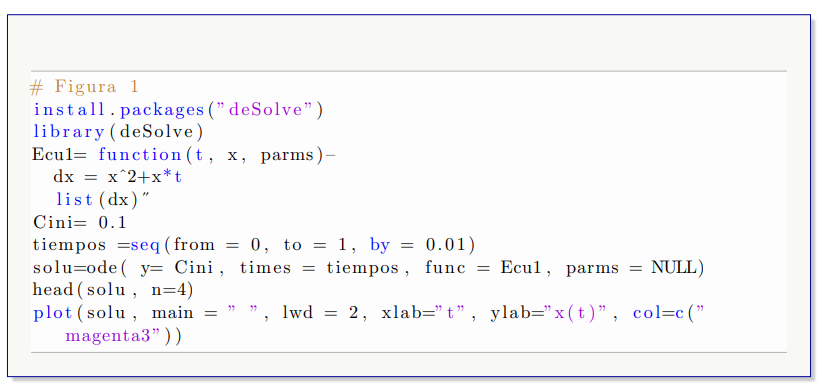 # Figura 1
install.packages("deSolve")
library(deSolve)
Ecu1= function(t, x, parms)–
dx = x^2+x*t
list(dx)˝
Cini= 0.1
tiempos =seq(from = 0, to = 1, by = 0.01)
solu=ode( y= Cini, times = tiempos, func = Ecu1, parms = NULL)
head(solu, n=4)
plot(solu, main = " ", lwd = 2, xlab="t", ylab="x(t)", col=c("
magenta3"))